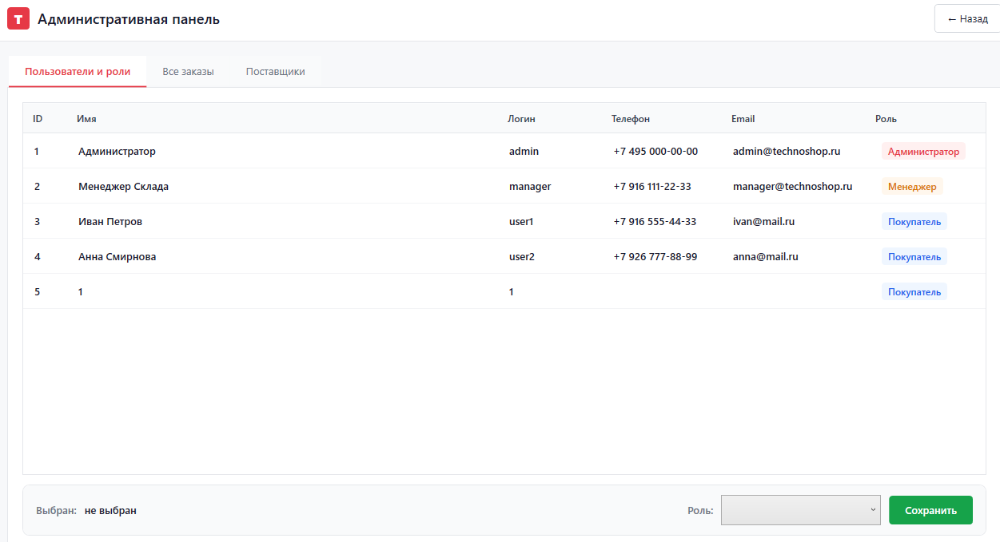 T Административная панель ← Назад
Пользователи и роли Все заказы Поставщики
ID Имя Логин Телефон Email Роль
1 Администратор admin +7 495 000-00-00 admin@technoshop.ru Администратор
2 Менеджер Склада manager +7 916 111-22-33 manager@technoshop.ru Менеджер
3 Иван Петров user1 +7 916 555-44-33 ivan@mail.ru Покупатель
4 Анна Смирнова user2 +7 926 777-88-99 anna@mail.ru Покупатель
5 1 1 Покупатель
Выбран: не выбран Роль: Сохранить